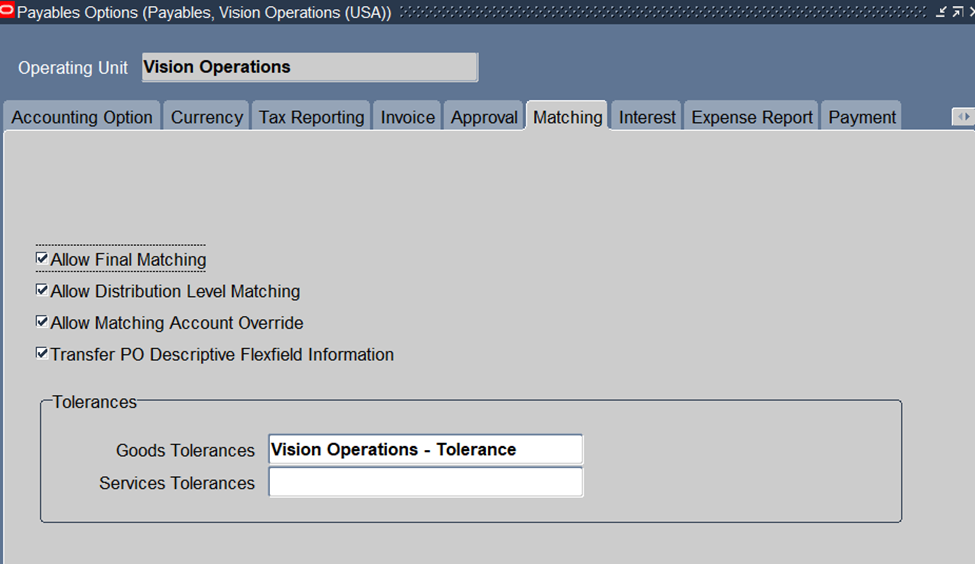 Payables Options (Payables, Vision Operations (USA))
Operating Unit Vision Operations
Accounting Option Currency Tax Reporting Invoice Approval Matching Interest Expense Report Payment
Allow Final Matching
Allow Distribution Level Matching
Allow Matching Account Override
Transfer PO Descriptive Flexfield Information
Tolerances
Goods Tolerances Vision Operations - Tolerance
Services Tolerances